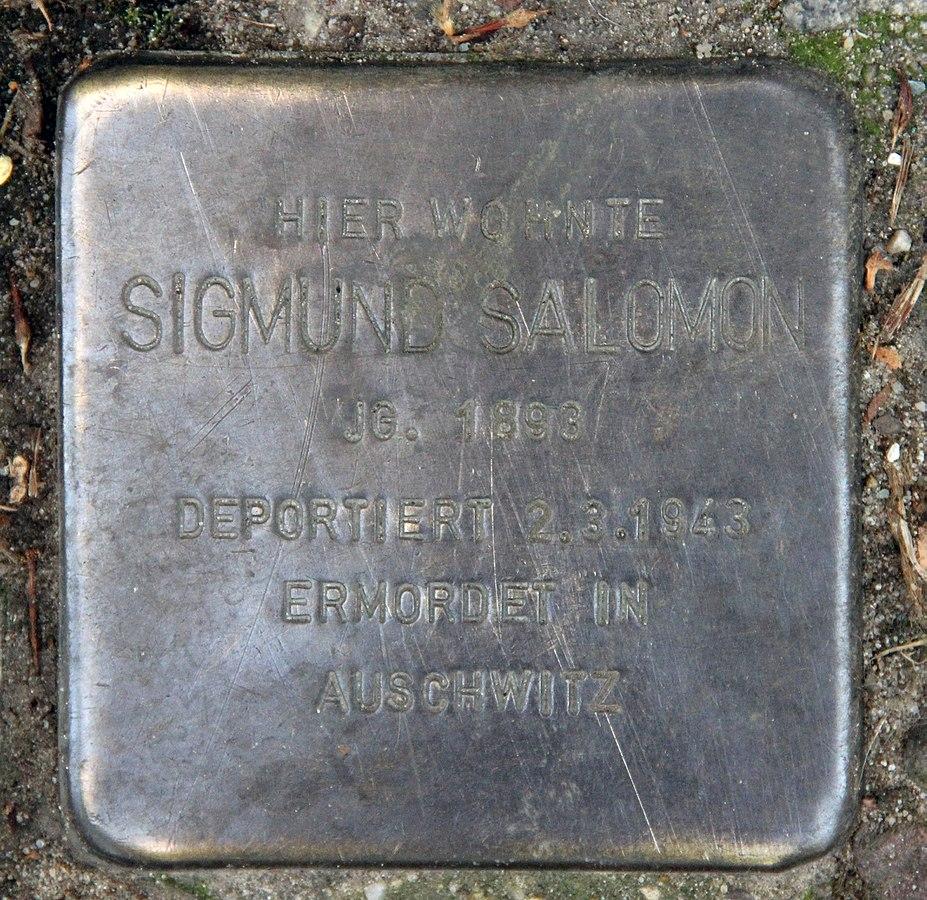 HIER WOHNTE
SIGMUND SALOMON
JG. 1893
DEPORTIERT 2.3.1943
ERMORDET IN
AUSCHWITZ